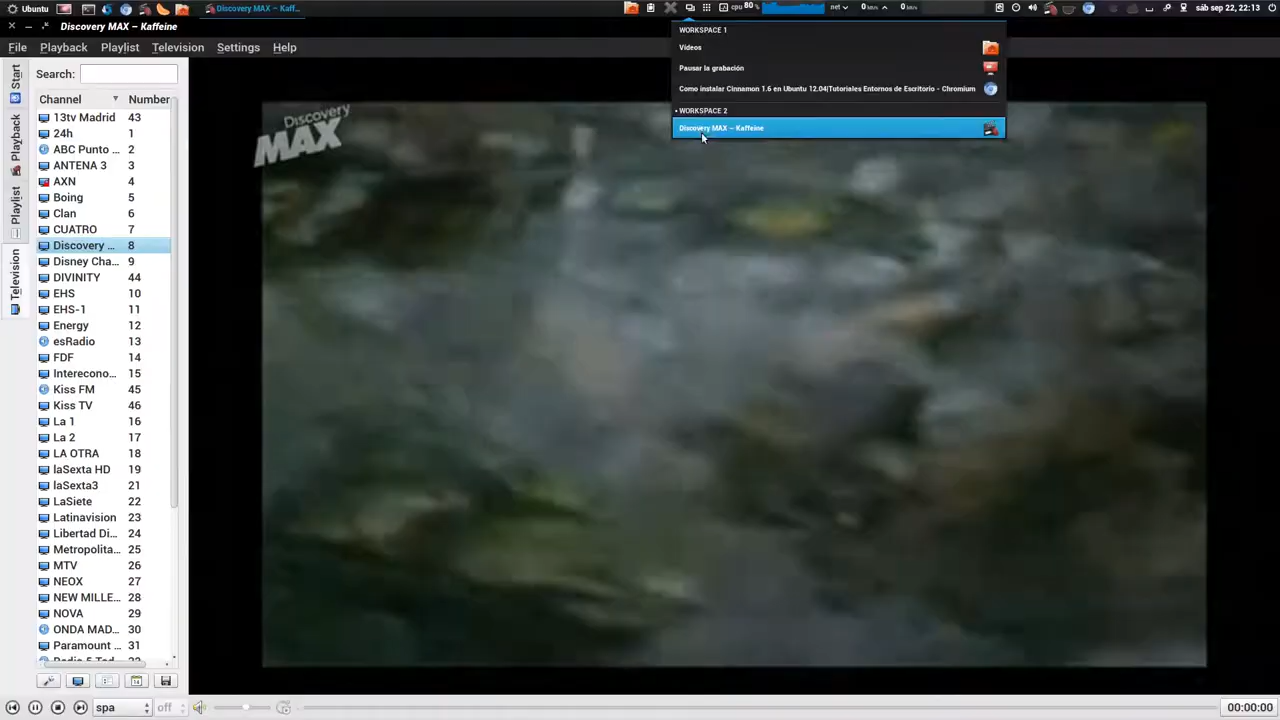 Ubuntu
Discovery MAX – Kaff...
cpu 80 %
net
0 kB/s
0 kB/s
sáb sep 22, 22:13
Discovery MAX – Kaffeine
File Playback Playlist Television Settings Help
WORKSPACE 1
Vídeos
Pausar la grabación
Como instalar Cinnamon 1.6 en Ubuntu 12.04|Tutoriales Entornos de Escritorio - Chromium
• WORKSPACE 2
Discovery MAX – Kaffeine
Start
Playback
Playlist
Television
Search:
Channel Number
13tv Madrid 43
24h 1
ABC Punto ... 2
ANTENA 3 3
AXN 4
Boing 5
Clan 6
CUATRO 7
Discovery ... 8
Disney Cha... 9
DIVINITY 44
EHS 10
EHS-1 11
Energy 12
esRadio 13
FDF 14
Intereconо... 15
Kiss FM 45
Kiss TV 46
La 1 16
La 2 17
LA OTRA 18
laSexta HD 19
laSexta3 21
LaSiete 22
Latinavision 23
Libertad Di... 24
Metropolita... 25
MTV 26
NEOX 27
NEW MILLE... 28
NOVA 29
ONDA MAD... 30
Paramount ... 31
Discovery
MAX
14
spa
off
00:00:00